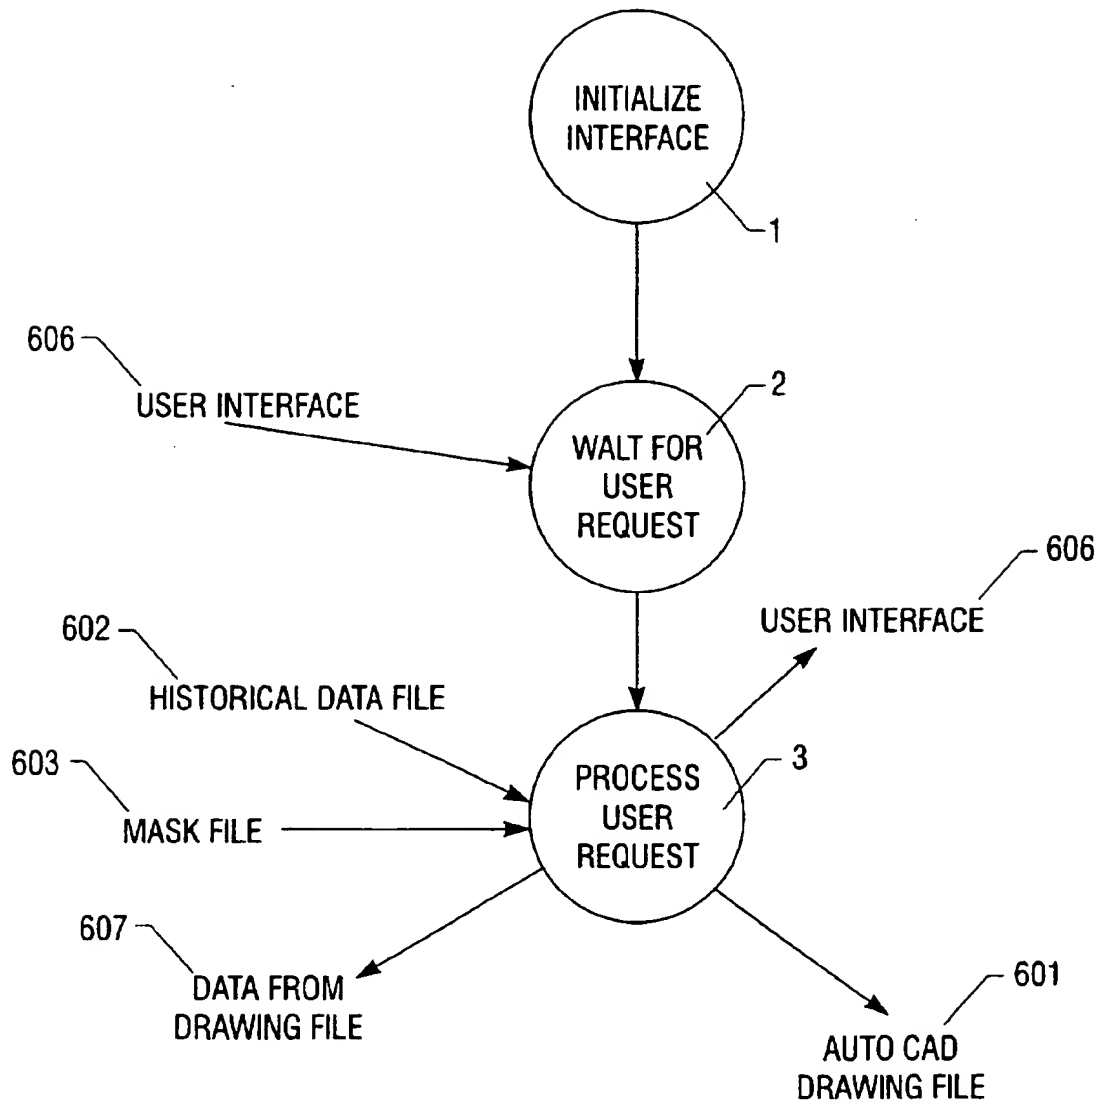 INITIALIZE
INTERFACE
1
606
USER INTERFACE
2
WALT FOR
USER
REQUEST
606
USER INTERFACE
602
HISTORICAL DATA FILE
603
MASK FILE
3
PROCESS
USER
REQUEST
607
DATA FROM
DRAWING FILE
601
AUTO CAD
DRAWING FILE